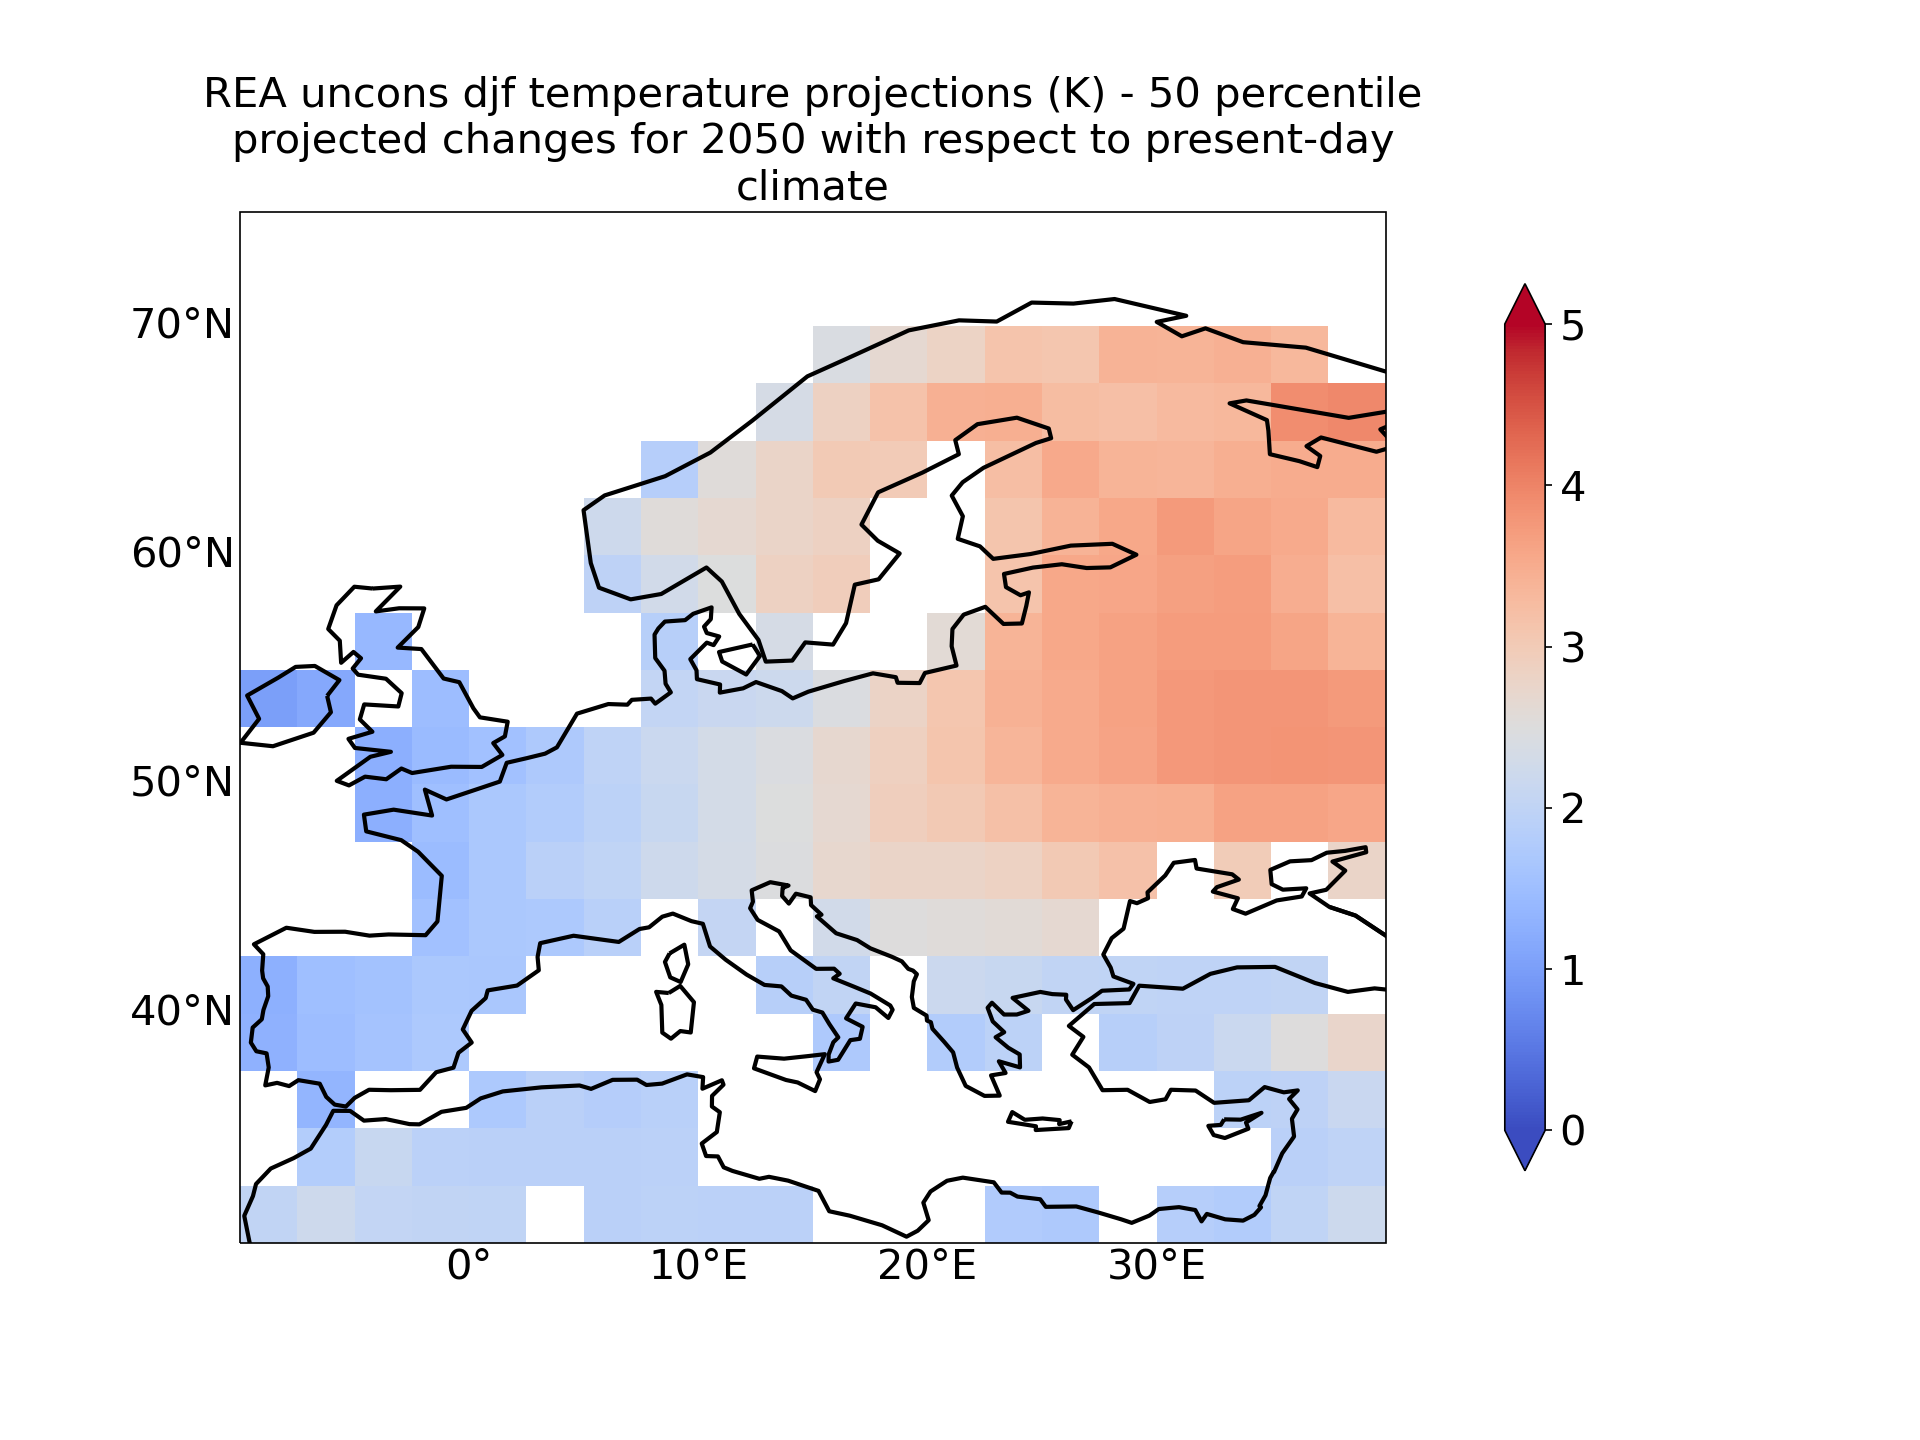 REA uncons djf temperature projections (K) - 50 percentile
projected changes for 2050 with respect to present-day
climate
70°N
60°N
50°N
40°N
0°
10°E
20°E
30°E
5
4
3
2
1
0